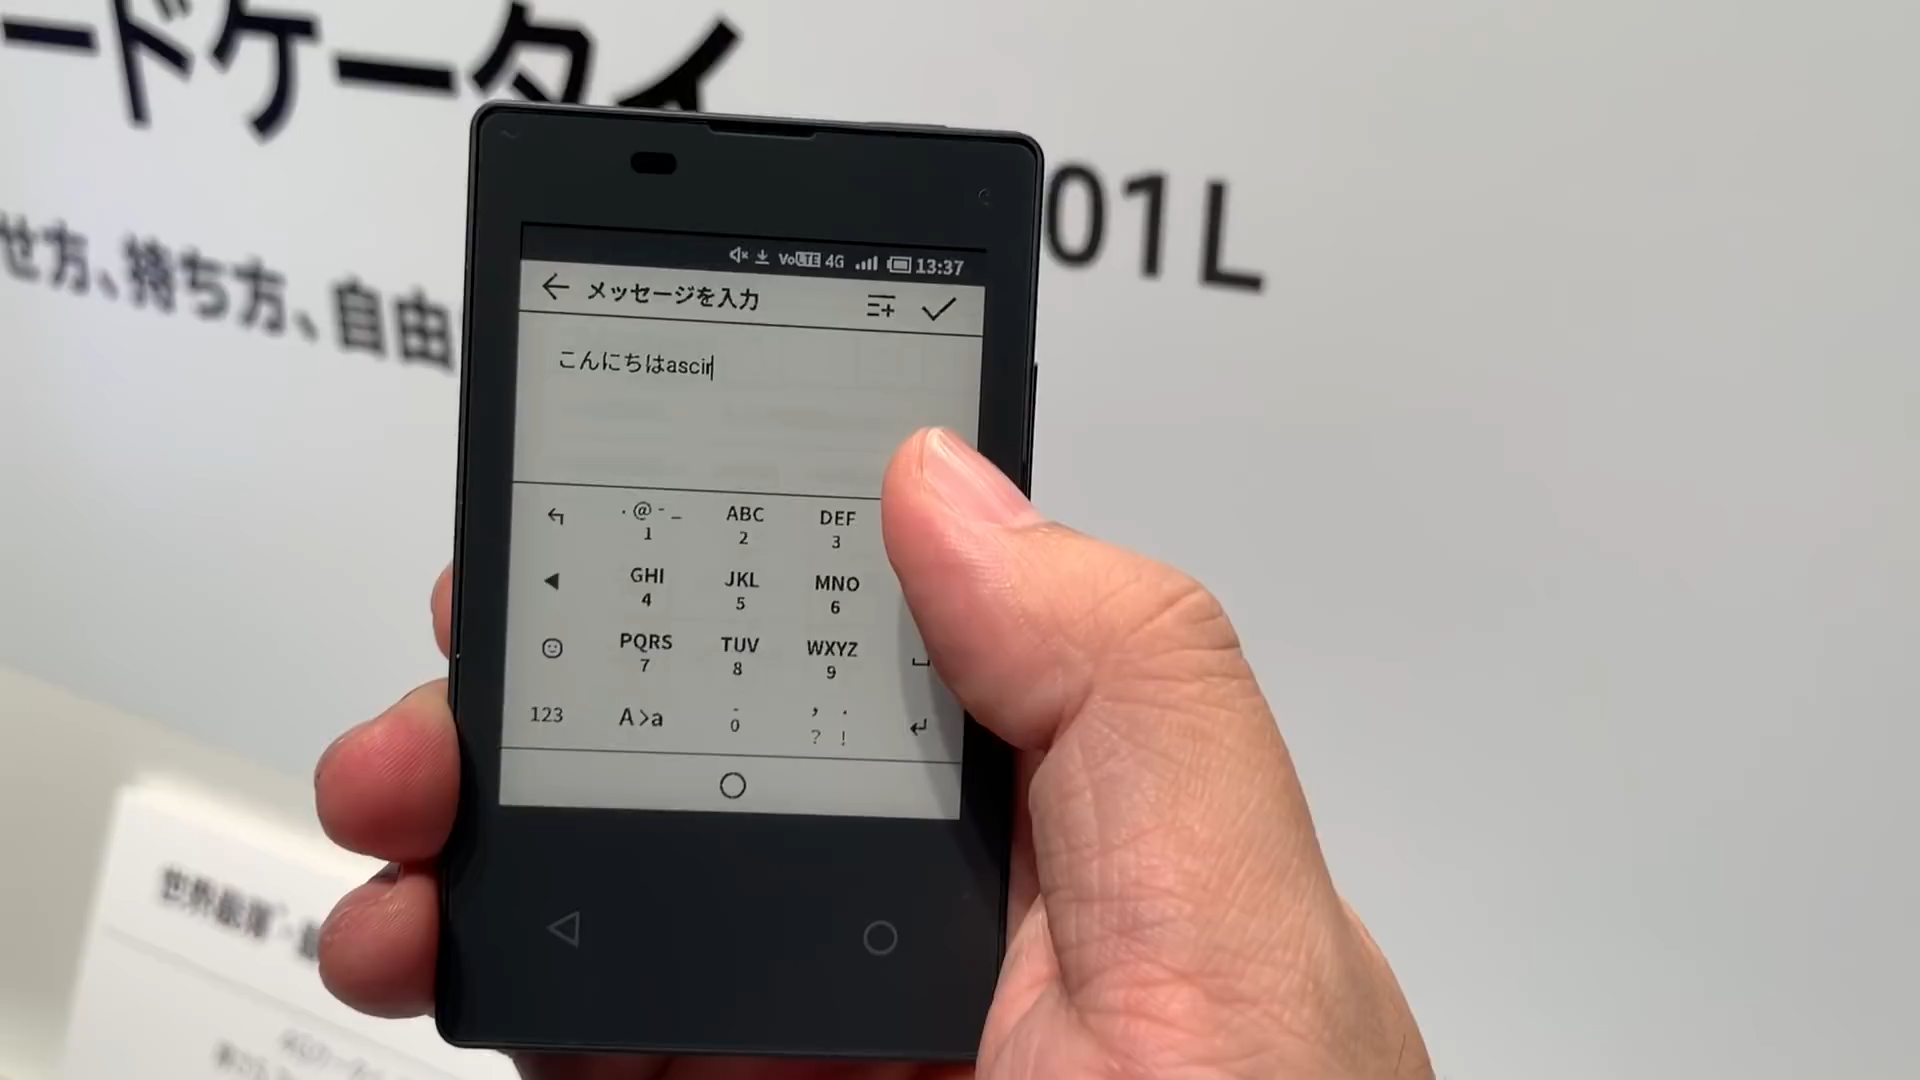 ードケータイ
01L
せ方、持ち方、自由
VoLTE 4G 13:37
メッセージを入力
こんにちはascir
.@-_ ABC DEF
1 2 3
GHI JKL MNO
4 5 6
PQRS TUV WXYZ
7 8 9
123 A>a - , .
0 ? !
世界最薄